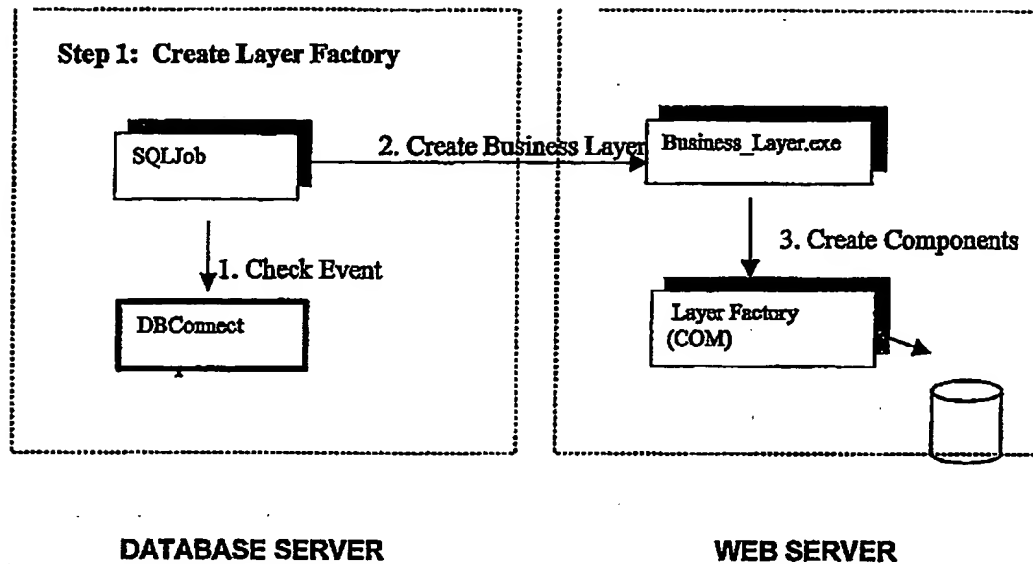 Step 1: Create Layer Factory
SQLJob
2. Create Business Layer
Business_Layer.exe
1. Check Event
3. Create Components
DBConnect
Layer Factory
(COM)
DATABASE SERVER
WEB SERVER